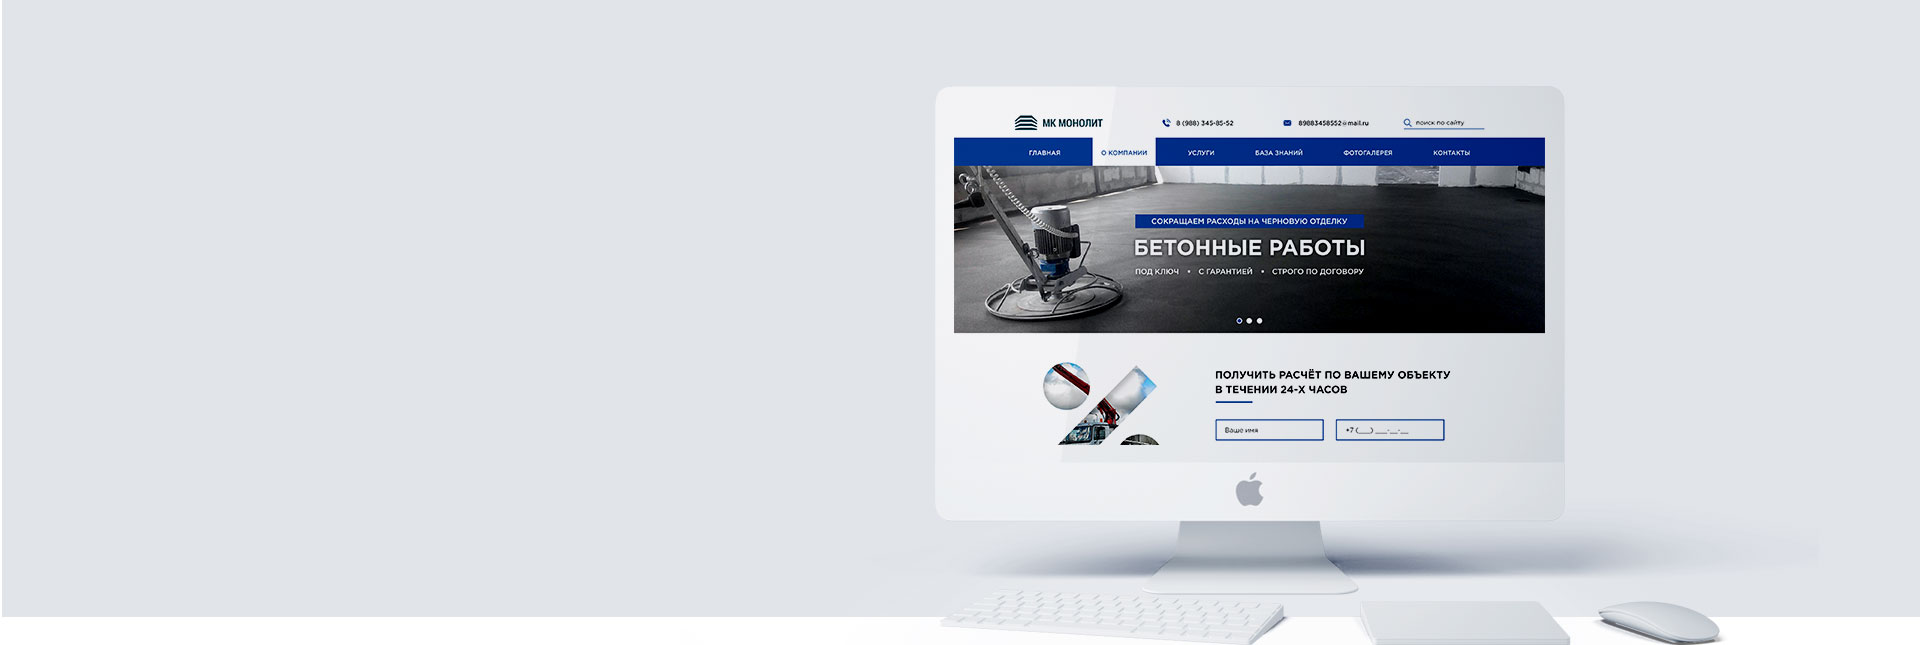 МК МОНОЛИТ
8 (988) 345-85-52
89883458552@mail.ru
поиск по сайту
ГЛАВНАЯ
О КОМПАНИИ
УСЛУГИ
БАЗА ЗНАНИЙ
ФОТОГАЛЕРЕЯ
КОНТАКТЫ
СОКРАЩАЕМ РАСХОДЫ НА ЧЕРНОВУЮ ОТДЕЛКУ
БЕТОННЫЕ РАБОТЫ
ПОД КЛЮЧ • С ГАРАНТИЕЙ • СТРОГО ПО ДОГОВОРУ
ПОЛУЧИТЬ РАСЧЁТ ПО ВАШЕМУ ОБЪЕКТУ
В ТЕЧЕНИИ 24-Х ЧАСОВ
Ваше имя
+7 (___) ___-__-__